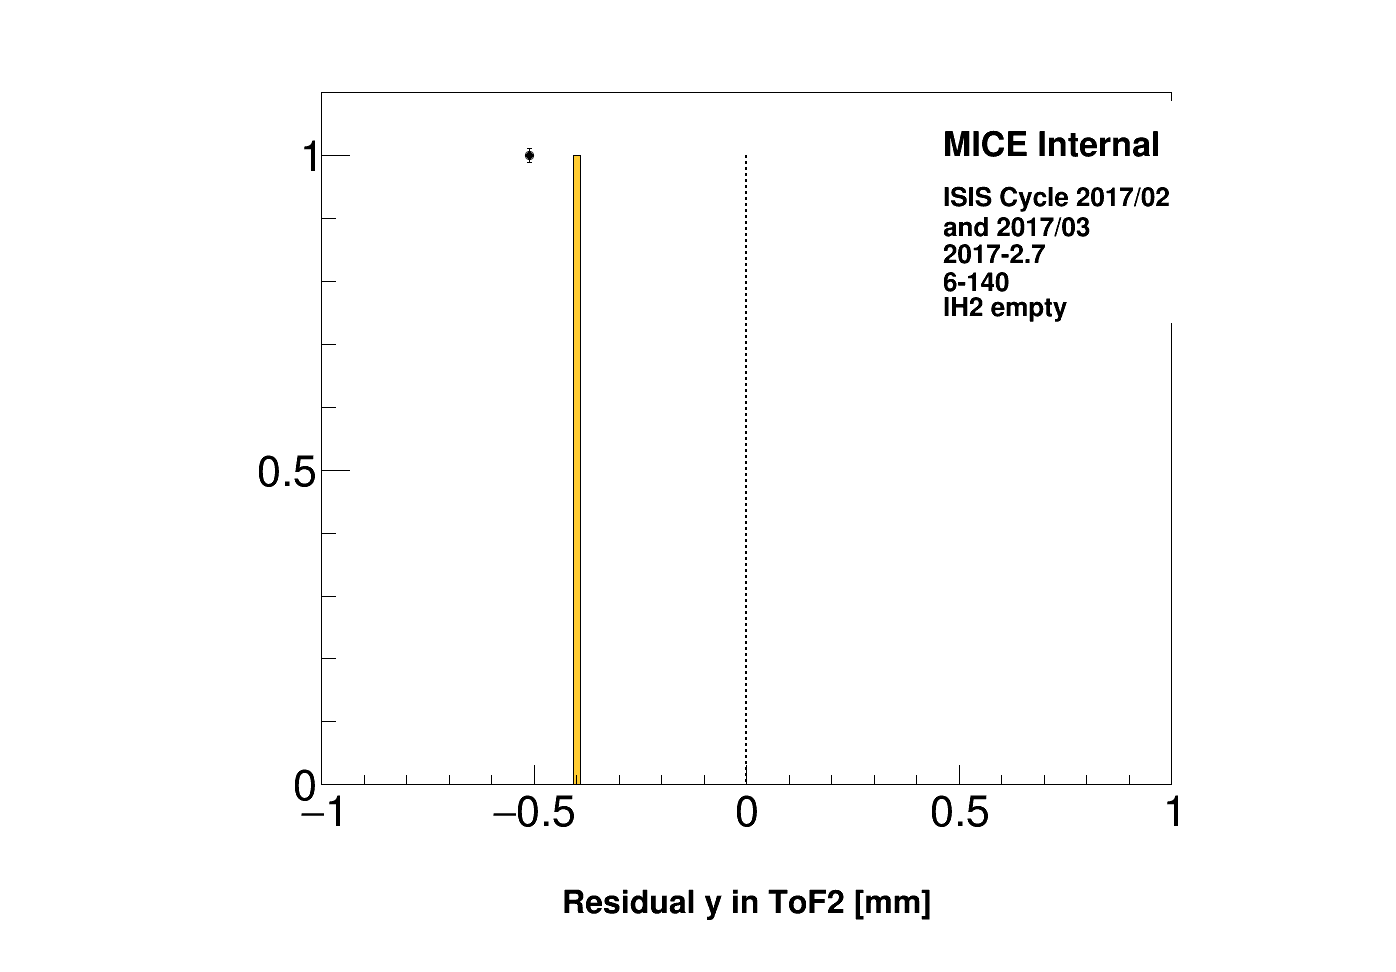 MICE Internal
ISIS Cycle 2017/02
and 2017/03
2017-2.7
6-140
IH2 empty
1
0.5
0
−1 −0.5 0 0.5 1
Residual y in ToF2 [mm]